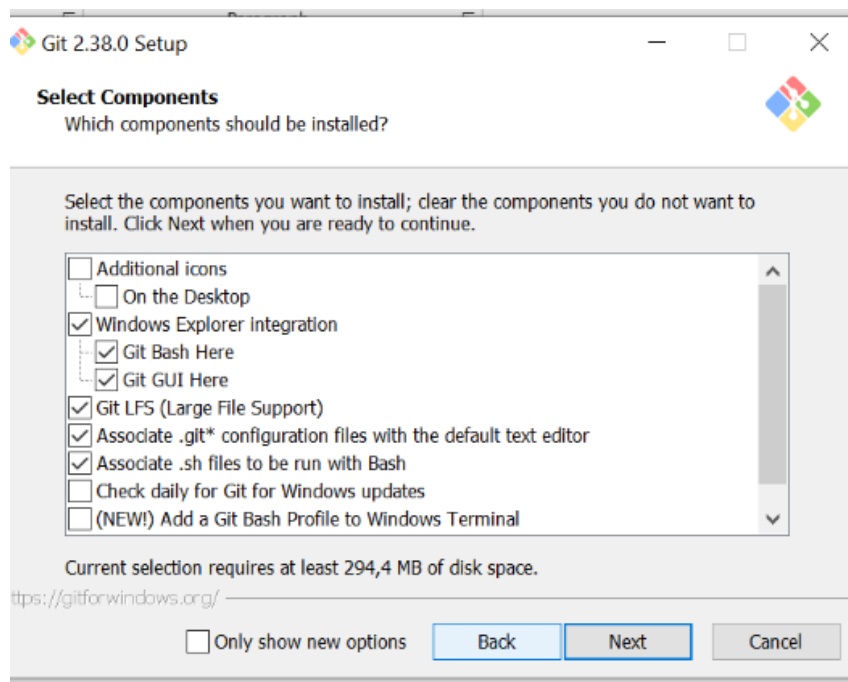 Git 2.38.0 Setup
Select Components
Which components should be installed?
Select the components you want to install; clear the components you do not want to
install. Click Next when you are ready to continue.
Additional icons
On the Desktop
Windows Explorer integration
Git Bash Here
Git GUI Here
Git LFS (Large File Support)
Associate .git* configuration files with the default text editor
Associate .sh files to be run with Bash
Check daily for Git for Windows updates
(NEW!) Add a Git Bash Profile to Windows Terminal
Current selection requires at least 294,4 MB of disk space.
ttps://gitforwindows.org/
Only show new options
Back
Next
Cancel